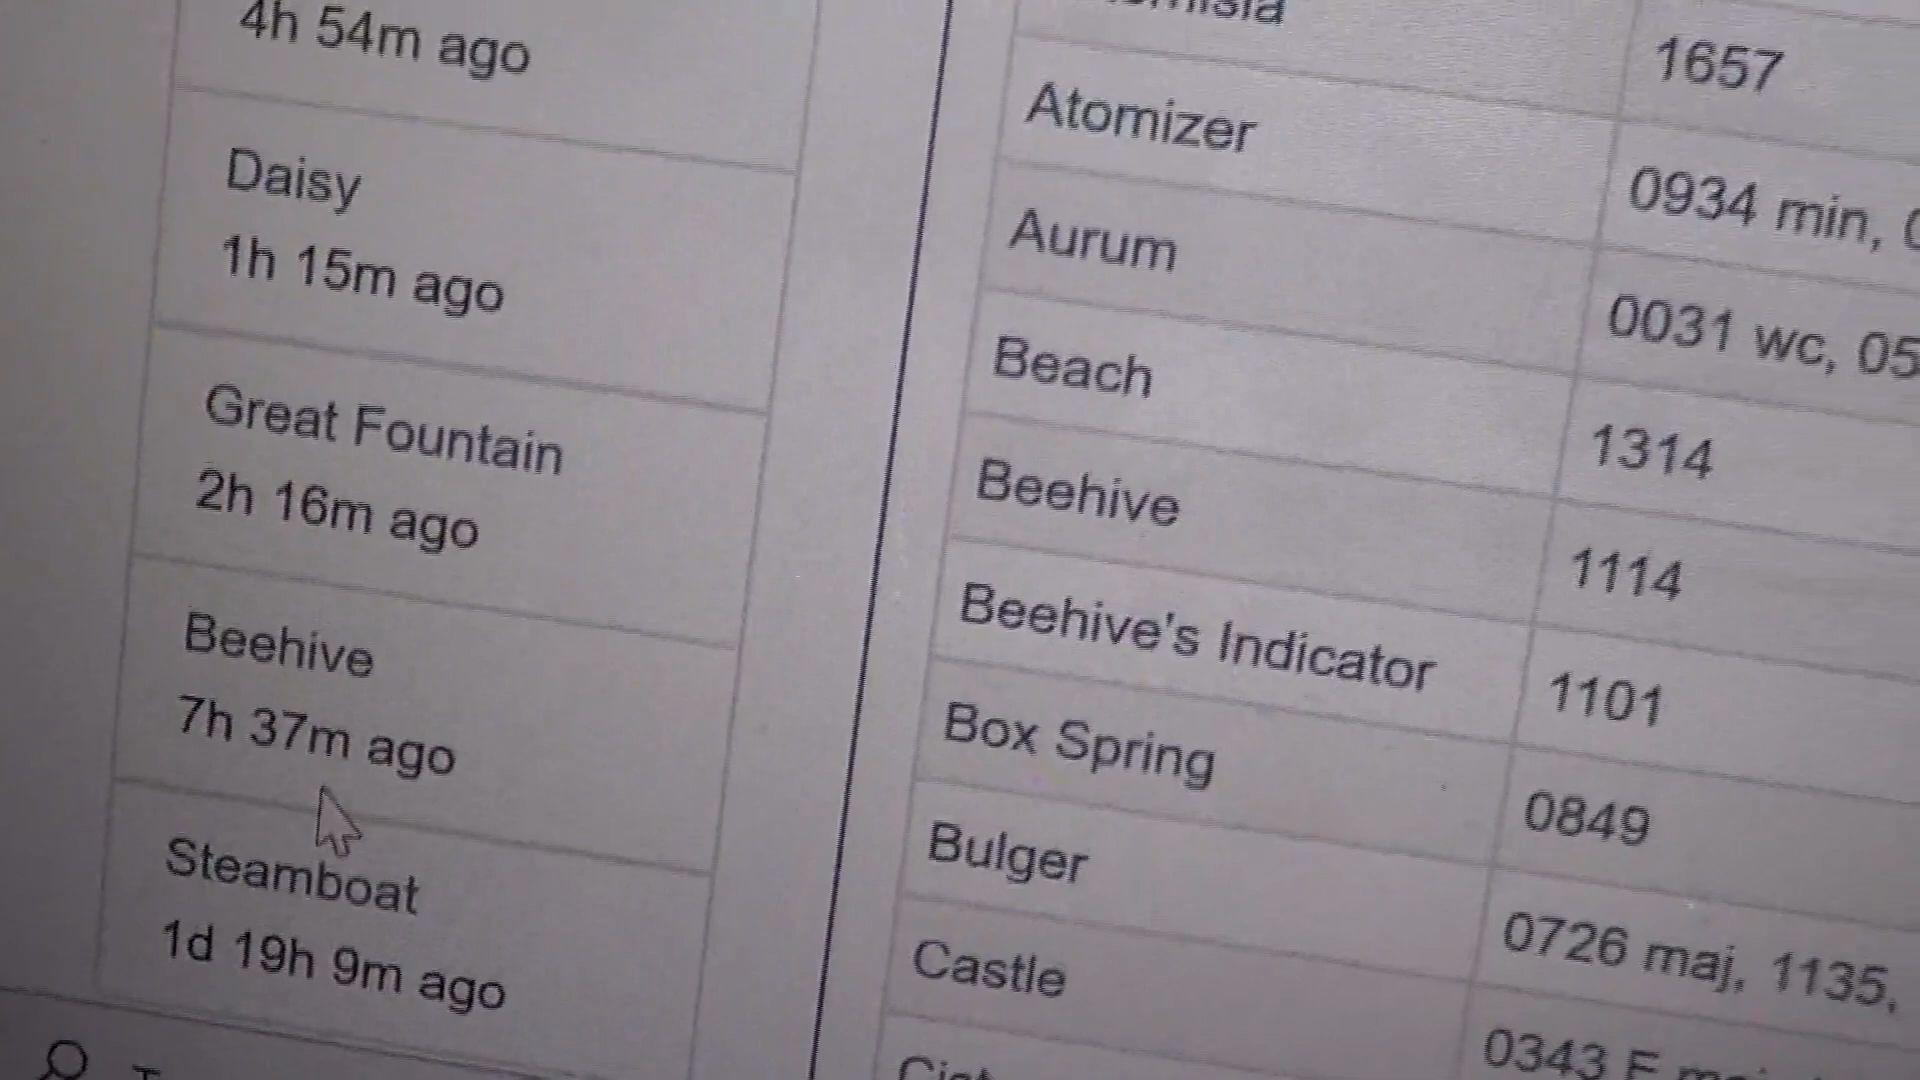 4h 54m ago
Daisy
1h 15m ago
Great Fountain
2h 16m ago
Beehive
7h 37m ago
Steamboat
1d 19h 9m ago
1657
Atomizer
0934 min,
Aurum
0031 wc, 05
Beach
1314
Beehive
1114
Beehive's Indicator
1101
Box Spring
0849
Bulger
0726 maj, 1135,
Castle
0343 F